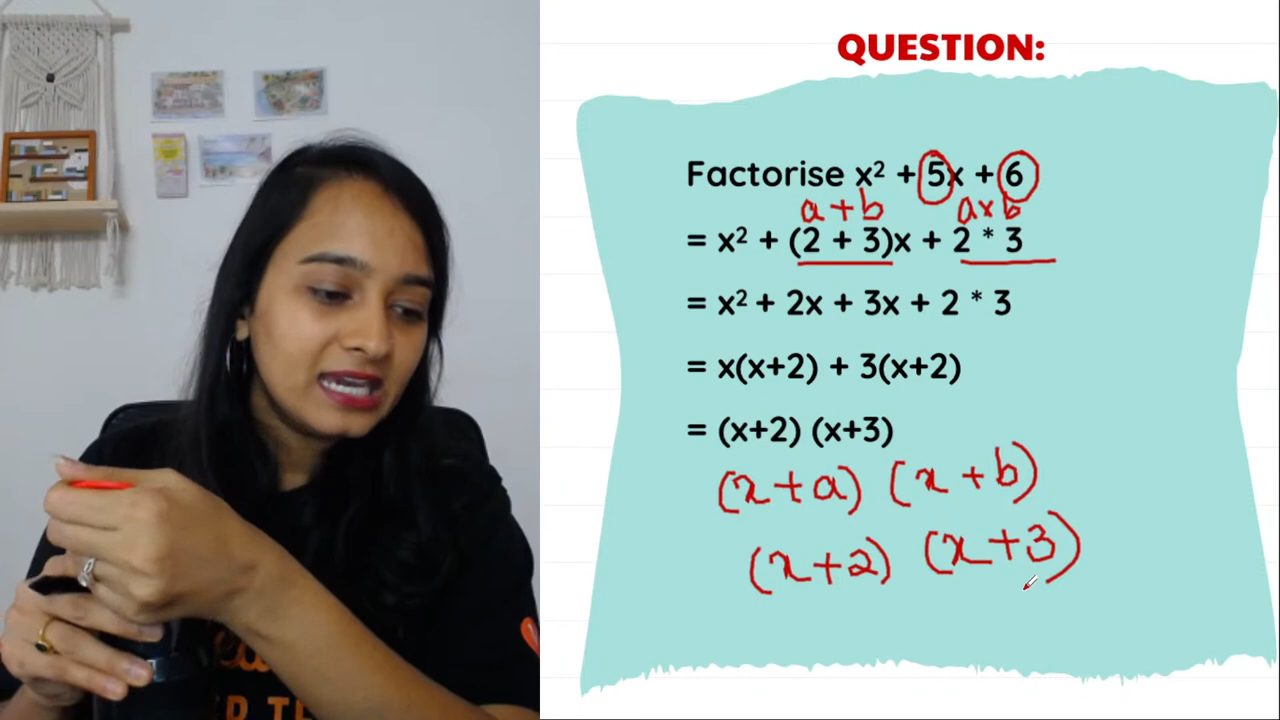 QUESTION:
Factorise x² + 5x + 6
a + b a x b
= x² + (2 + 3)x + 2 * 3
= x² + 2x + 3x + 2 * 3
= x(x+2) + 3(x+2)
= (x+2) (x+3)
(x + a) (x + b)
(x + 2) (x + 3)